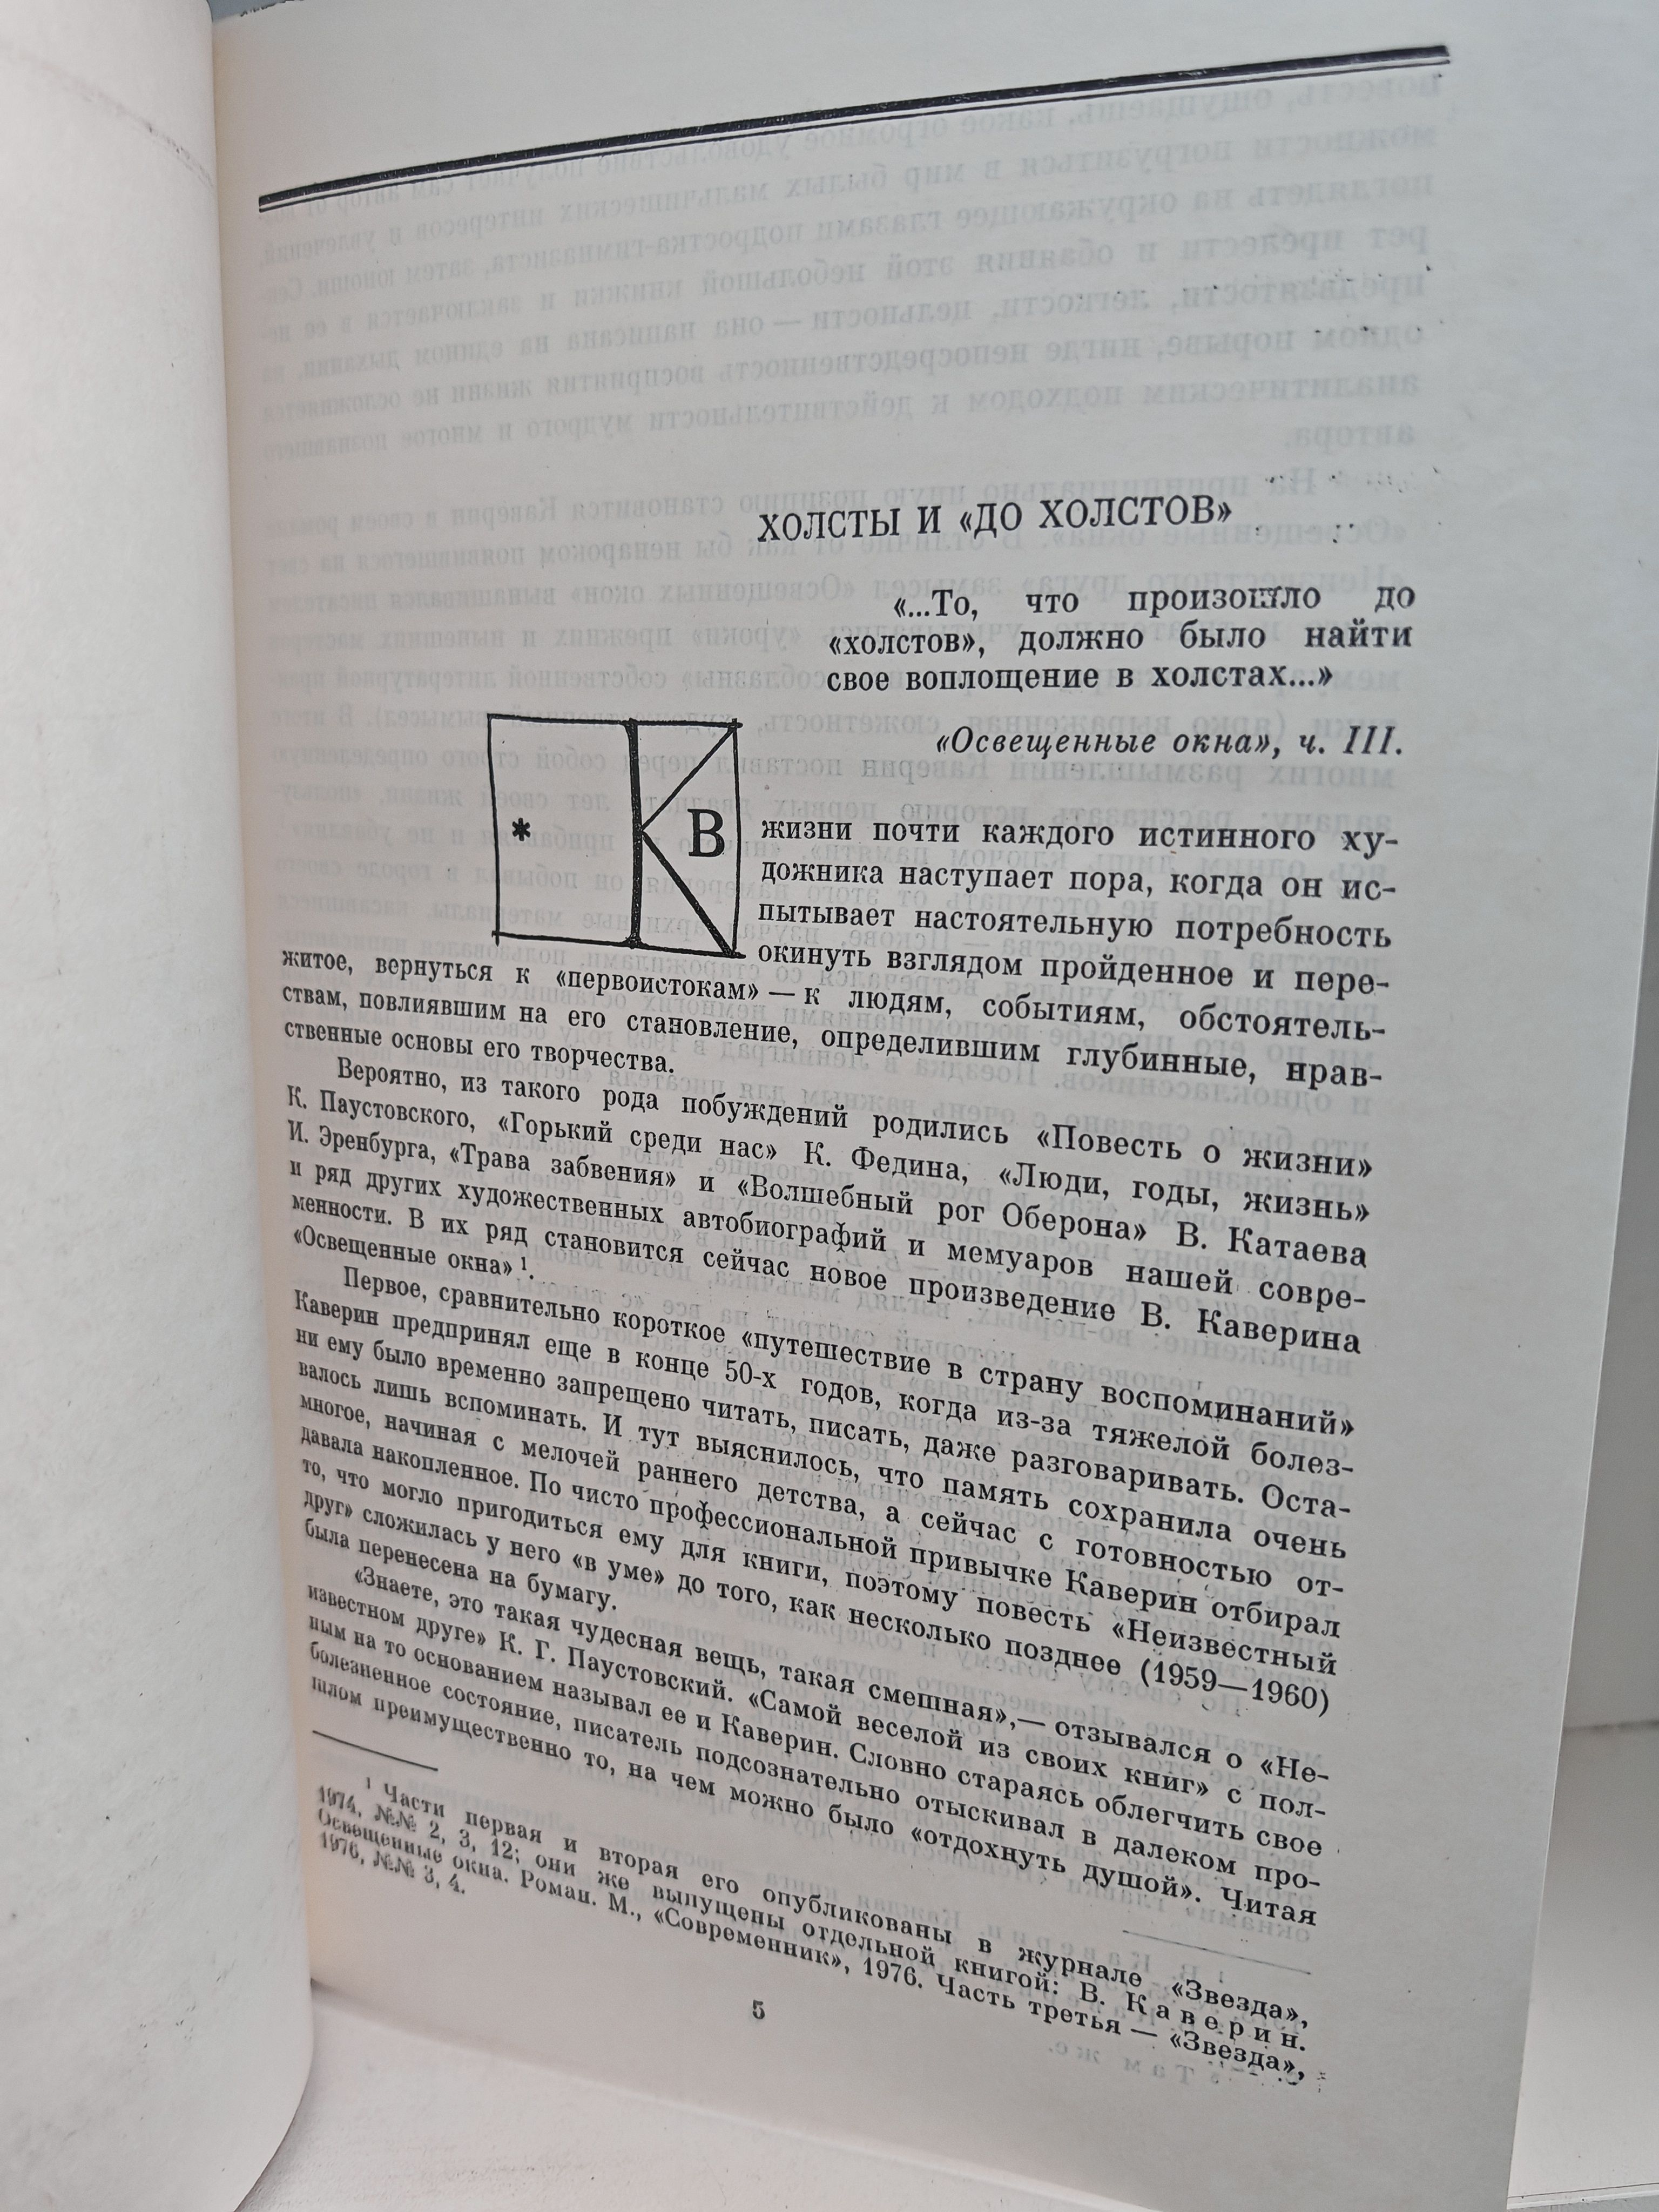 ХОЛСТЫ И «ДО ХОЛСТОВ»
«...То, что произошло до
«холстов», должно было найти
свое воплощение в холстах...»
«Освещенные окна», ч. III.
* К В жизни почти каждого истинного ху-
дожника наступает пора, когда он ис-
пытывает настоятельную потребность
окинуть взглядом пройденное и пере-
житое, вернуться к «первоистокам» — к людям, событиям, обстоятель-
ствам, повлиявшим на его становление, определившим глубинные, нрав-
ственные основы его творчества.
Вероятно, из такого рода побуждений родились «Повесть о жизни»
К. Паустовского, «Горький среди нас» К. Федина, «Люди, годы, жизнь»
И. Эренбурга, «Трава забвения» и «Волшебный рог Оберона» В. Катаева
и ряд других художественных автобиографий и мемуаров нашей совре-
менности. В их ряд становится сейчас новое произведение В. Каверина
«Освещенные окна» ¹.
Первое, сравнительно короткое «путешествие в страну воспоминаний»
Каверин предпринял еще в конце 50-х годов, когда из-за тяжелой болез-
ни ему было временно запрещено читать, писать, даже разговаривать. Оста-
валось лишь вспоминать. И тут выяснилось, что память сохранила очень
многое, начиная с мелочей раннего детства, а сейчас с готовностью от-
давала накопленное. По чисто профессиональной привычке Каверин отбирал
то, что могло пригодиться ему для книги, поэтому повесть «Неизвестный
друг» сложилась у него «в уме» до того, как несколько позднее (1959—1960)
была перенесена на бумагу.
«Знаете, это такая чудесная вещь, такая смешная»,— отзывался о «Не-
известном друге» К. Г. Паустовский. «Самой веселой из своих книг» с пол-
ным на то основанием называл ее и Каверин. Словно стараясь облегчить свое
болезненное состояние, писатель подсознательно отыскивал в далеком про-
шлом преимущественно то, на чем можно было «отдохнуть душой». Читая
¹ Части первая и вторая его опубликованы в журнале «Звезда»,
1974, №№ 2, 3, 12; они же выпущены отдельной книгой: В. Каверин.
Освещенные окна. Роман. М., «Современник», 1976. Часть третья — «Звезда»,
1976, №№ 3, 4.
5